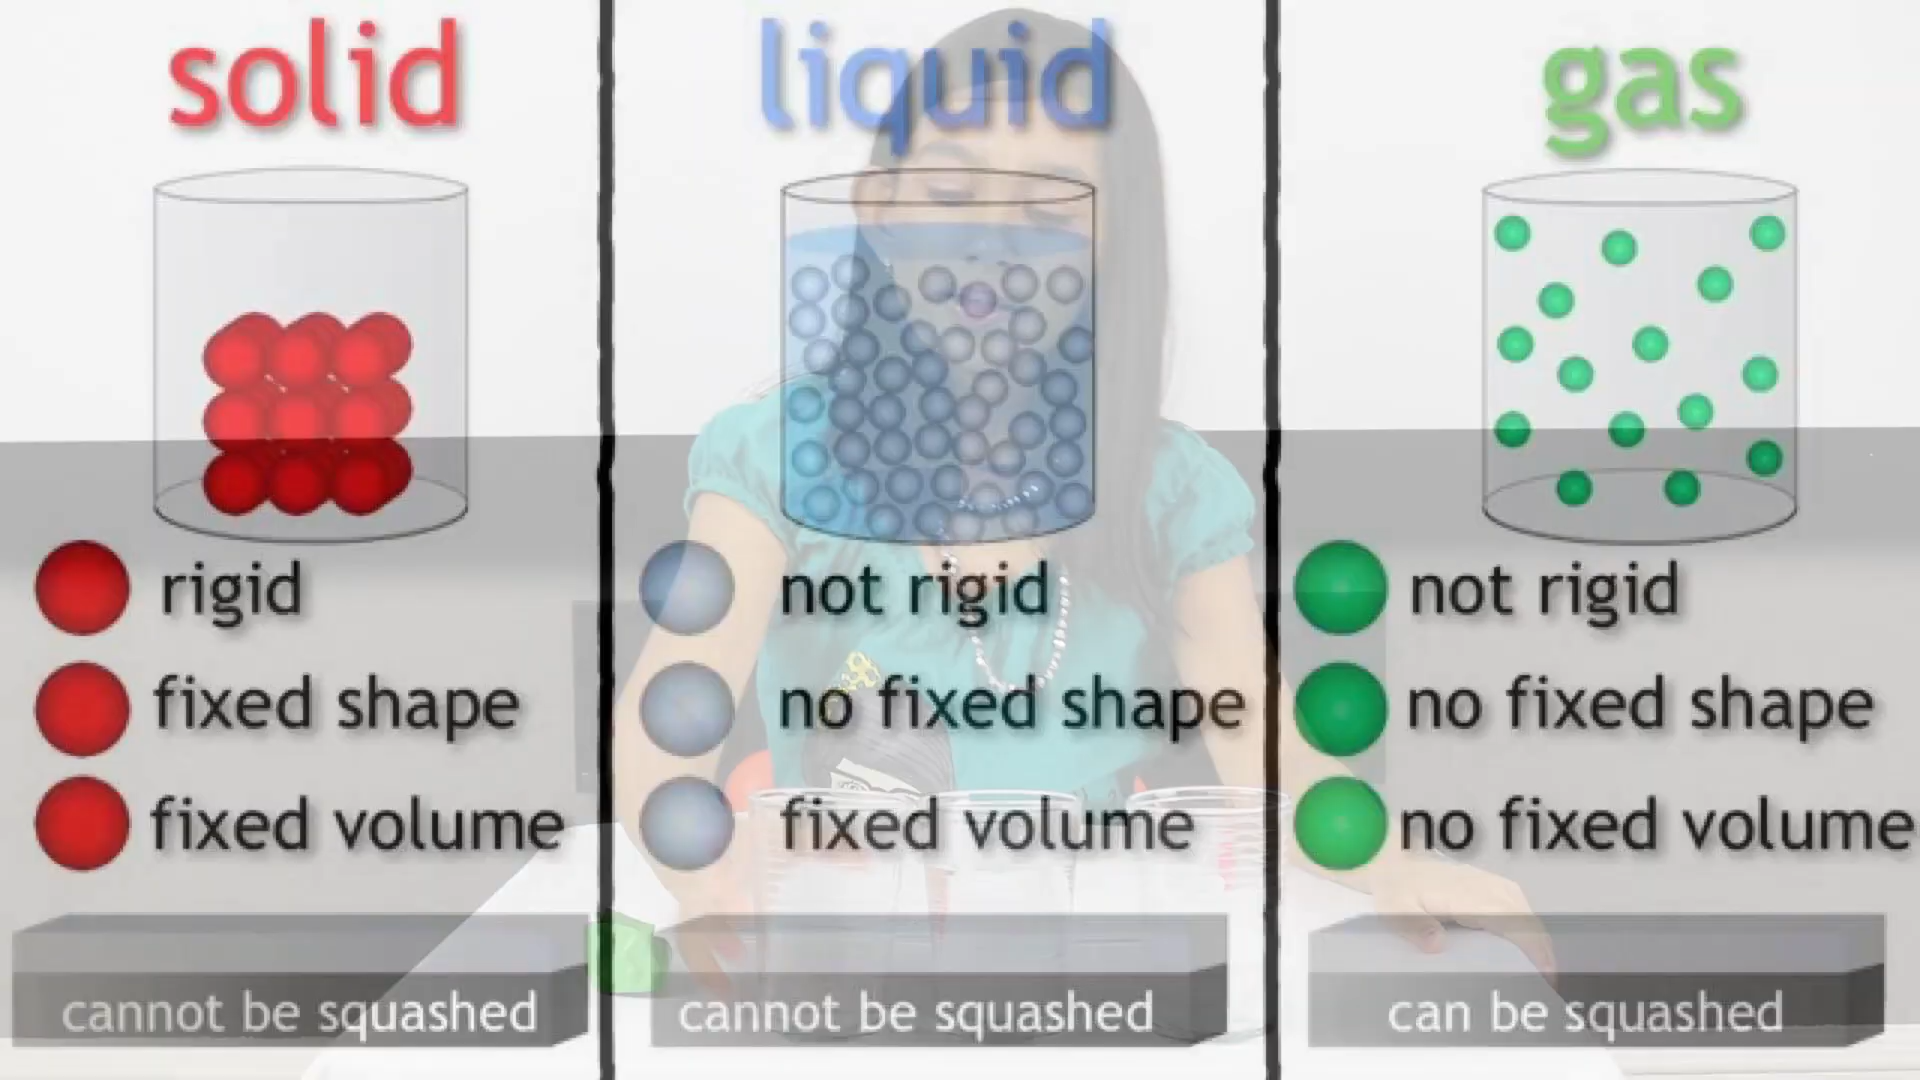 solid
rigid
fixed shape
fixed volume
cannot be squashed
liquid
not rigid
no fixed shape
fixed volume
cannot be squashed
gas
not rigid
no fixed shape
no fixed volume
can be squashed